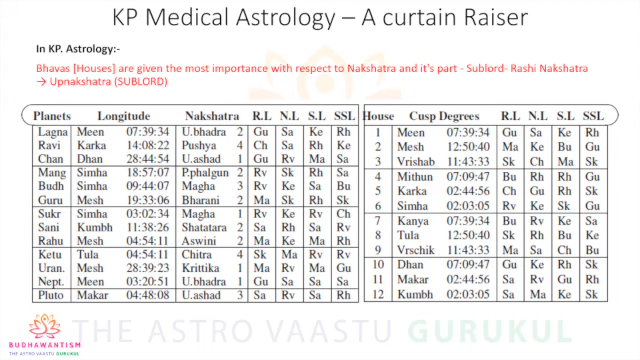 KP Medical Astrology – A curtain Raiser
In KP. Astrology:-
Bhavas [Houses] are given the most importance with respect to Nakshatra and it's part - Sublord- Rashi Nakshatra
→ Upnakshatra (SUBLORD)
Planets Longitude Nakshatra R.L N.L S.L SSL
Lagna Meen 07:39:34 U.bhadra 2 Gu Sa Ke Rh
Ravi Karka 14:08:22 Pushya 4 Ch Sa Rh Ke
Chan Dhan 28:44:54 U.ashad 1 Gu Rv Ma Sa
Mang Simha 18:57:07 P.phalgun 2 Rv Sk Rh Sa
Budh Simha 09:44:07 Magha 3 Rv Ke Sa Bu
Guru Mesh 19:33:06 Bharani 2 Ma Sk Rh Sk
Sukr Simha 03:02:34 Magha 1 Rv Ke Rv Ch
Sani Kumbh 11:38:26 Shatatara 2 Sa Rh Sa Rv
Rahu Mesh 04:54:11 Aswini 2 Ma Ke Ma Rh
Ketu Tula 04:54:11 Chitra 4 Sk Ma Rv Rv
Uran. Mesh 28:39:23 Krittika 1 Ma Rv Ma Gu
Nept. Meen 03:20:51 U.bhadra 1 Gu Sa Sa Sa
Pluto Makar 04:48:08 U.ashad 3 Sa Rv Sa Rh
House Cusp Degrees R.L N.L S.L SSL
1 Meen 07:39:34 Gu Sa Ke Rh
2 Mesh 12:50:40 Ma Ke Bu Gu
3 Vrishab 11:43:33 Sk Ch Ma Sk
4 Mithun 07:09:47 Bu Rh Rh Gu
5 Karka 02:44:56 Ch Gu Rh Sk
6 Simha 02:03:05 Rv Ke Sk Gu
7 Kanya 07:39:34 Bu Rv Ke Sa
8 Tula 12:50:40 Sk Rh Bu Ke
9 Vrschik 11:43:33 Ma Sa Ch Bu
10 Dhan 07:09:47 Gu Ke Rh Sk
11 Makar 02:44:56 Sa Rv Gu Rh
12 Kumbh 02:03:05 Sa Ma Ke Sk
THE ASTRO VAASTU GURUKUL
BUDHAWANTISM
THE ASTRO VAASTU GURUKUL